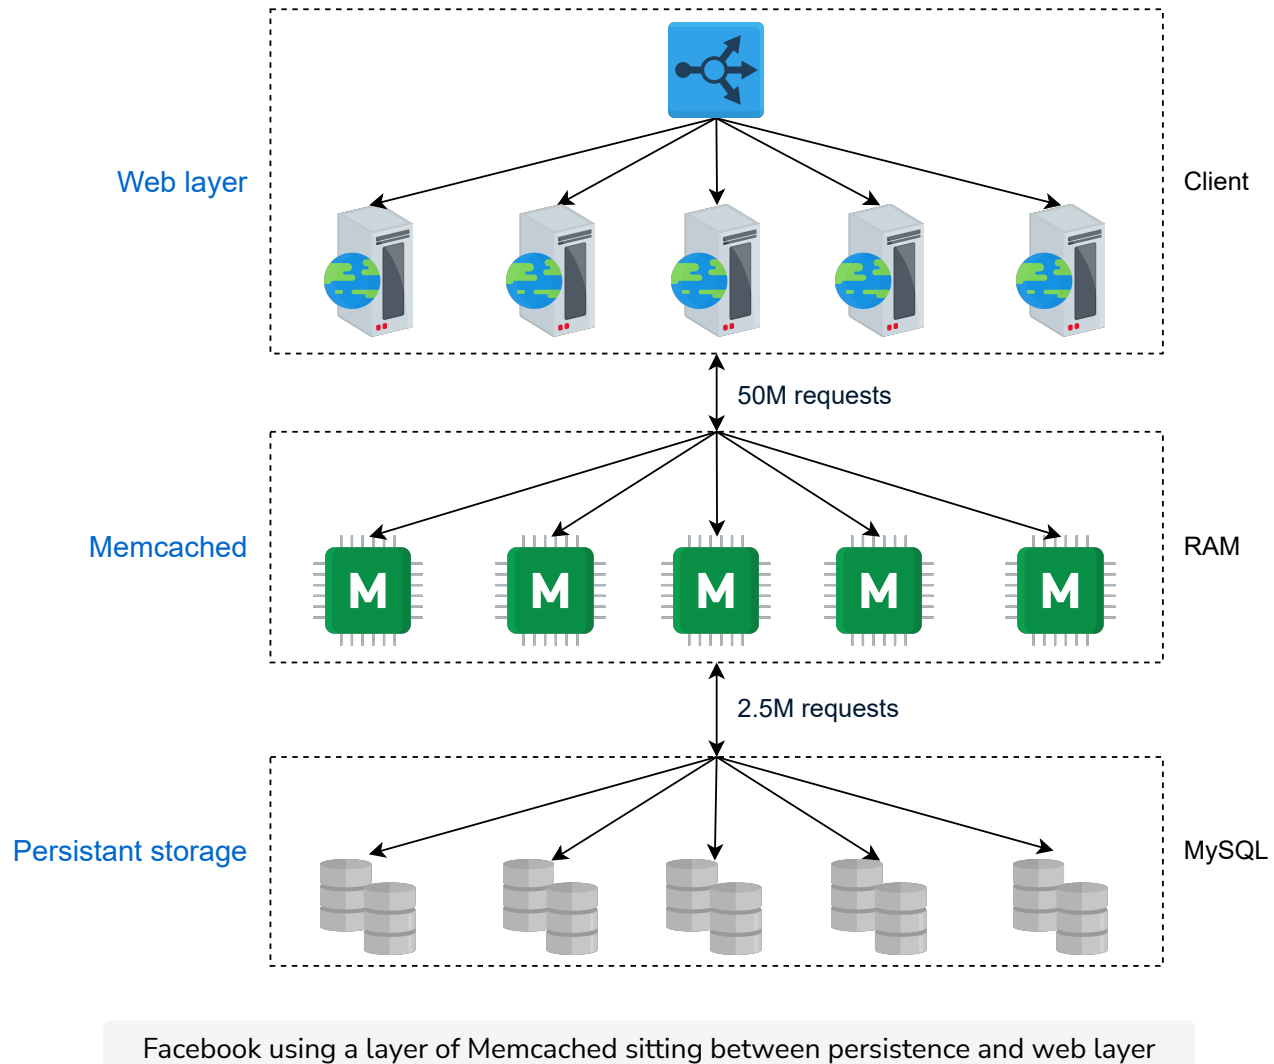 Web layer
Client
50M requests
Memcached
RAM
M M M M M
2.5M requests
Persistant storage
MySQL
Facebook using a layer of Memcached sitting between persistence and web layer